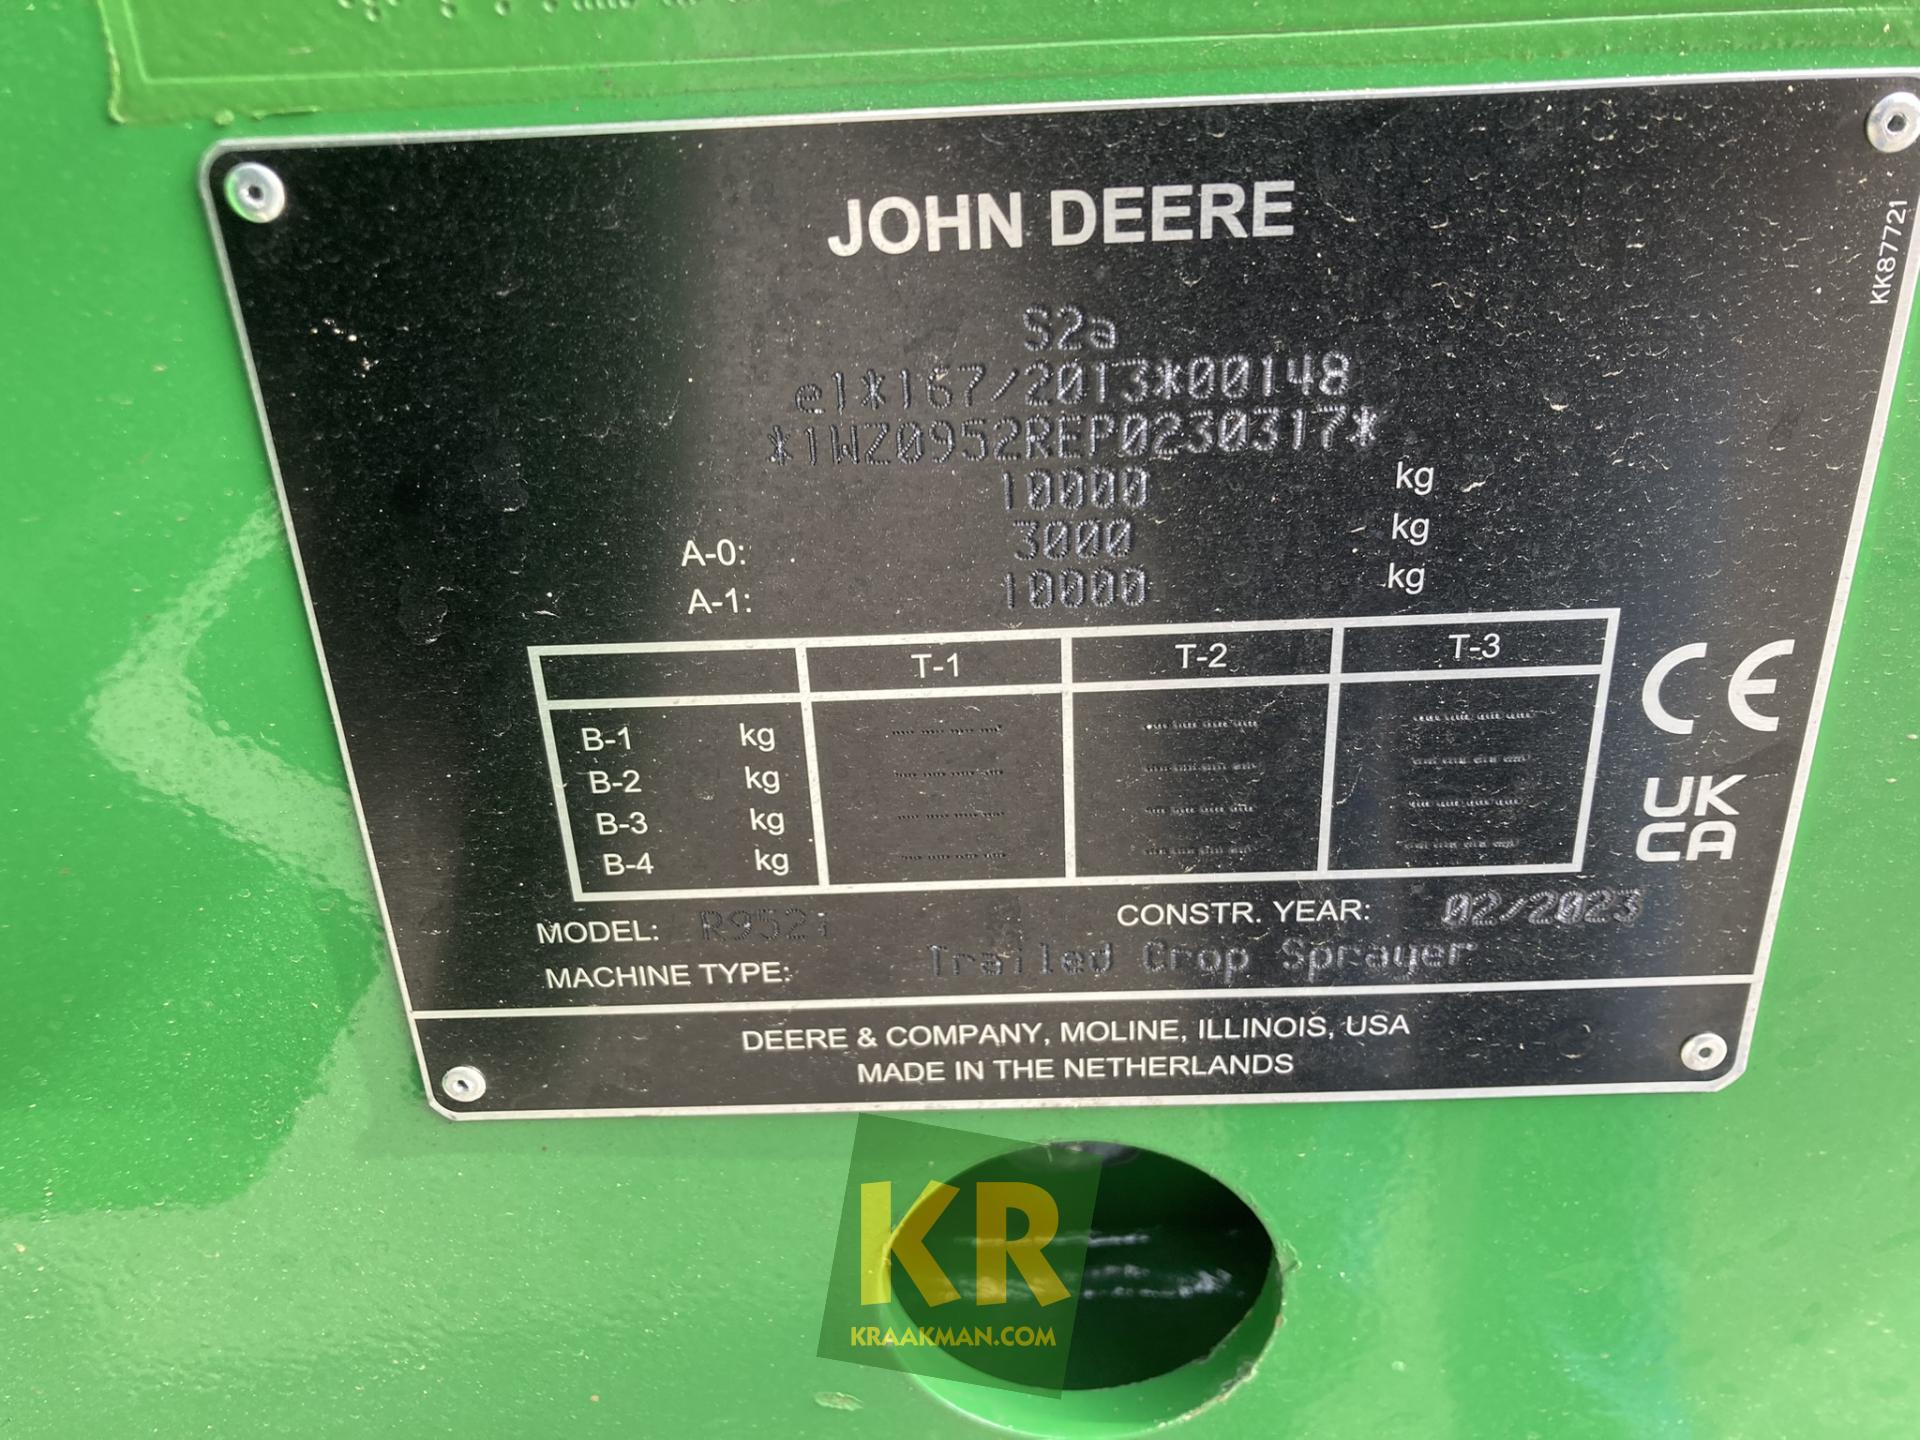 JOHN DEERE
KK87721
S2a
e1*167/2013*00148
*1WZ0952REP0230317*
10000 kg
A-0: 3000 kg
A-1: 10000 kg
T-1 T-2 T-3
B-1 kg ---- ---- ----
B-2 kg ---- ---- ----
B-3 kg ---- ---- ----
B-4 kg ---- ---- ----
CE
UK
CA
MODEL: R952i CONSTR. YEAR: 02/2023
MACHINE TYPE: Trailed Crop Sprayer
DEERE & COMPANY, MOLINE, ILLINOIS, USA
MADE IN THE NETHERLANDS
KR
KRAAKMAN.COM